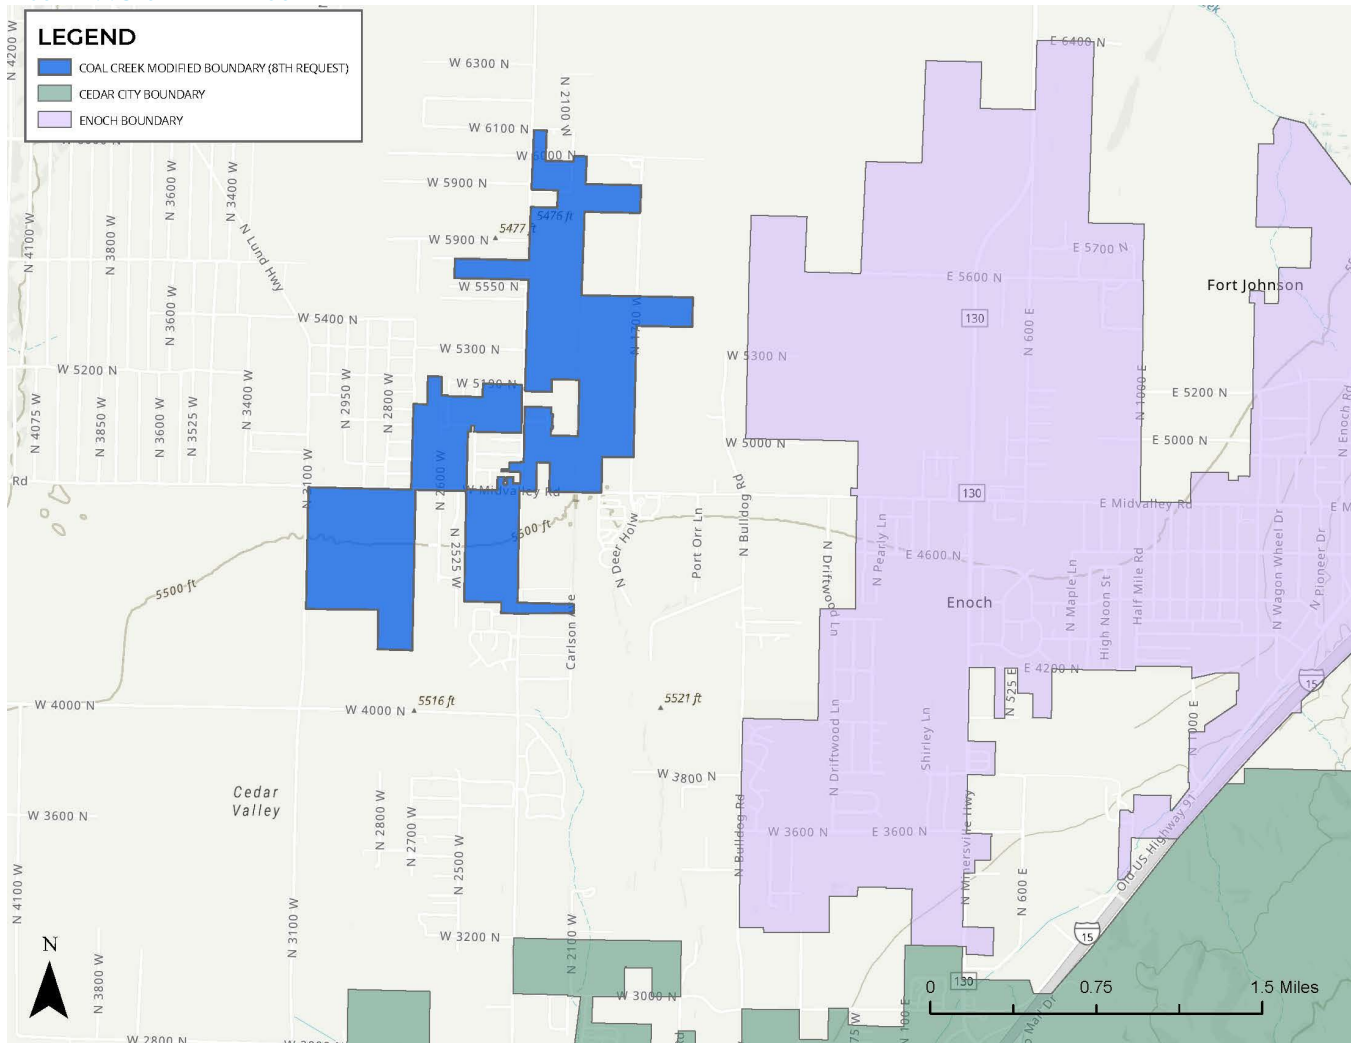 LEGEND
COAL CREEK MODIFIED BOUNDARY (8TH REQUEST)
CEDAR CITY BOUNDARY
ENOCH BOUNDARY
N 4200 W
W 6300 N
N 2100 W
W 6100 N
W 6000 N
W 5900 N
N 3600 W
N 3400 W
5476 ft
5477 ft
W 5900 N
N 4100 W
N 3800 W
N Lund Hwy
W 5550 N
N 3600 W
W 5400 N
N 1700 W
W 5300 N
W 5200 N
W 5190 N
N 4075 W
N 3850 W
N 3600 W
N 3525 W
N 3400 W
N 2950 W
N 2800 W
Rd
N 3100 W
N 2600 W
W Midvalley Rd
5500 ft
N 2525 W
5500 ft
N Deer Holw
Port Orr Ln
N Bulldog Rd
Carlson Ave
E 6400 N
E 5700 N
E 5600 N
Fort Johnson
130
N 600 E
W 5300 N
N 1000 E
E 5200 N
N Enoch Rd
W 5000 N
E 5000 N
130
E Midvalley Rd
E M
N Driftwood Ln
N Pearly Ln
E 4600 N
Enoch
N Maple Ln
High Noon St
Half Mile Rd
N Wagon Wheel Dr
N Pioneer Dr
E 4200 N
N 525 E
15
W 4000 N
W 4000 N
5516 ft
5521 ft
N Driftwood Ln
Shirley Ln
N 1000 E
Cedar
Valley
W 3800 N
W 3600 N
N 2800 W
N 2700 W
N 2500 W
N Bulldog Rd
W 3600 N
E 3600 N
N Minersville Hwy
Old US Highway 91
N 4100 W
N 3100 W
N 600 E
W 3200 N
N 2100 W
15
N
N 3800 W
W 3000 N
130
0
0.75
1.5 Miles
W 2800 N
Rd
75 W
N 100 E